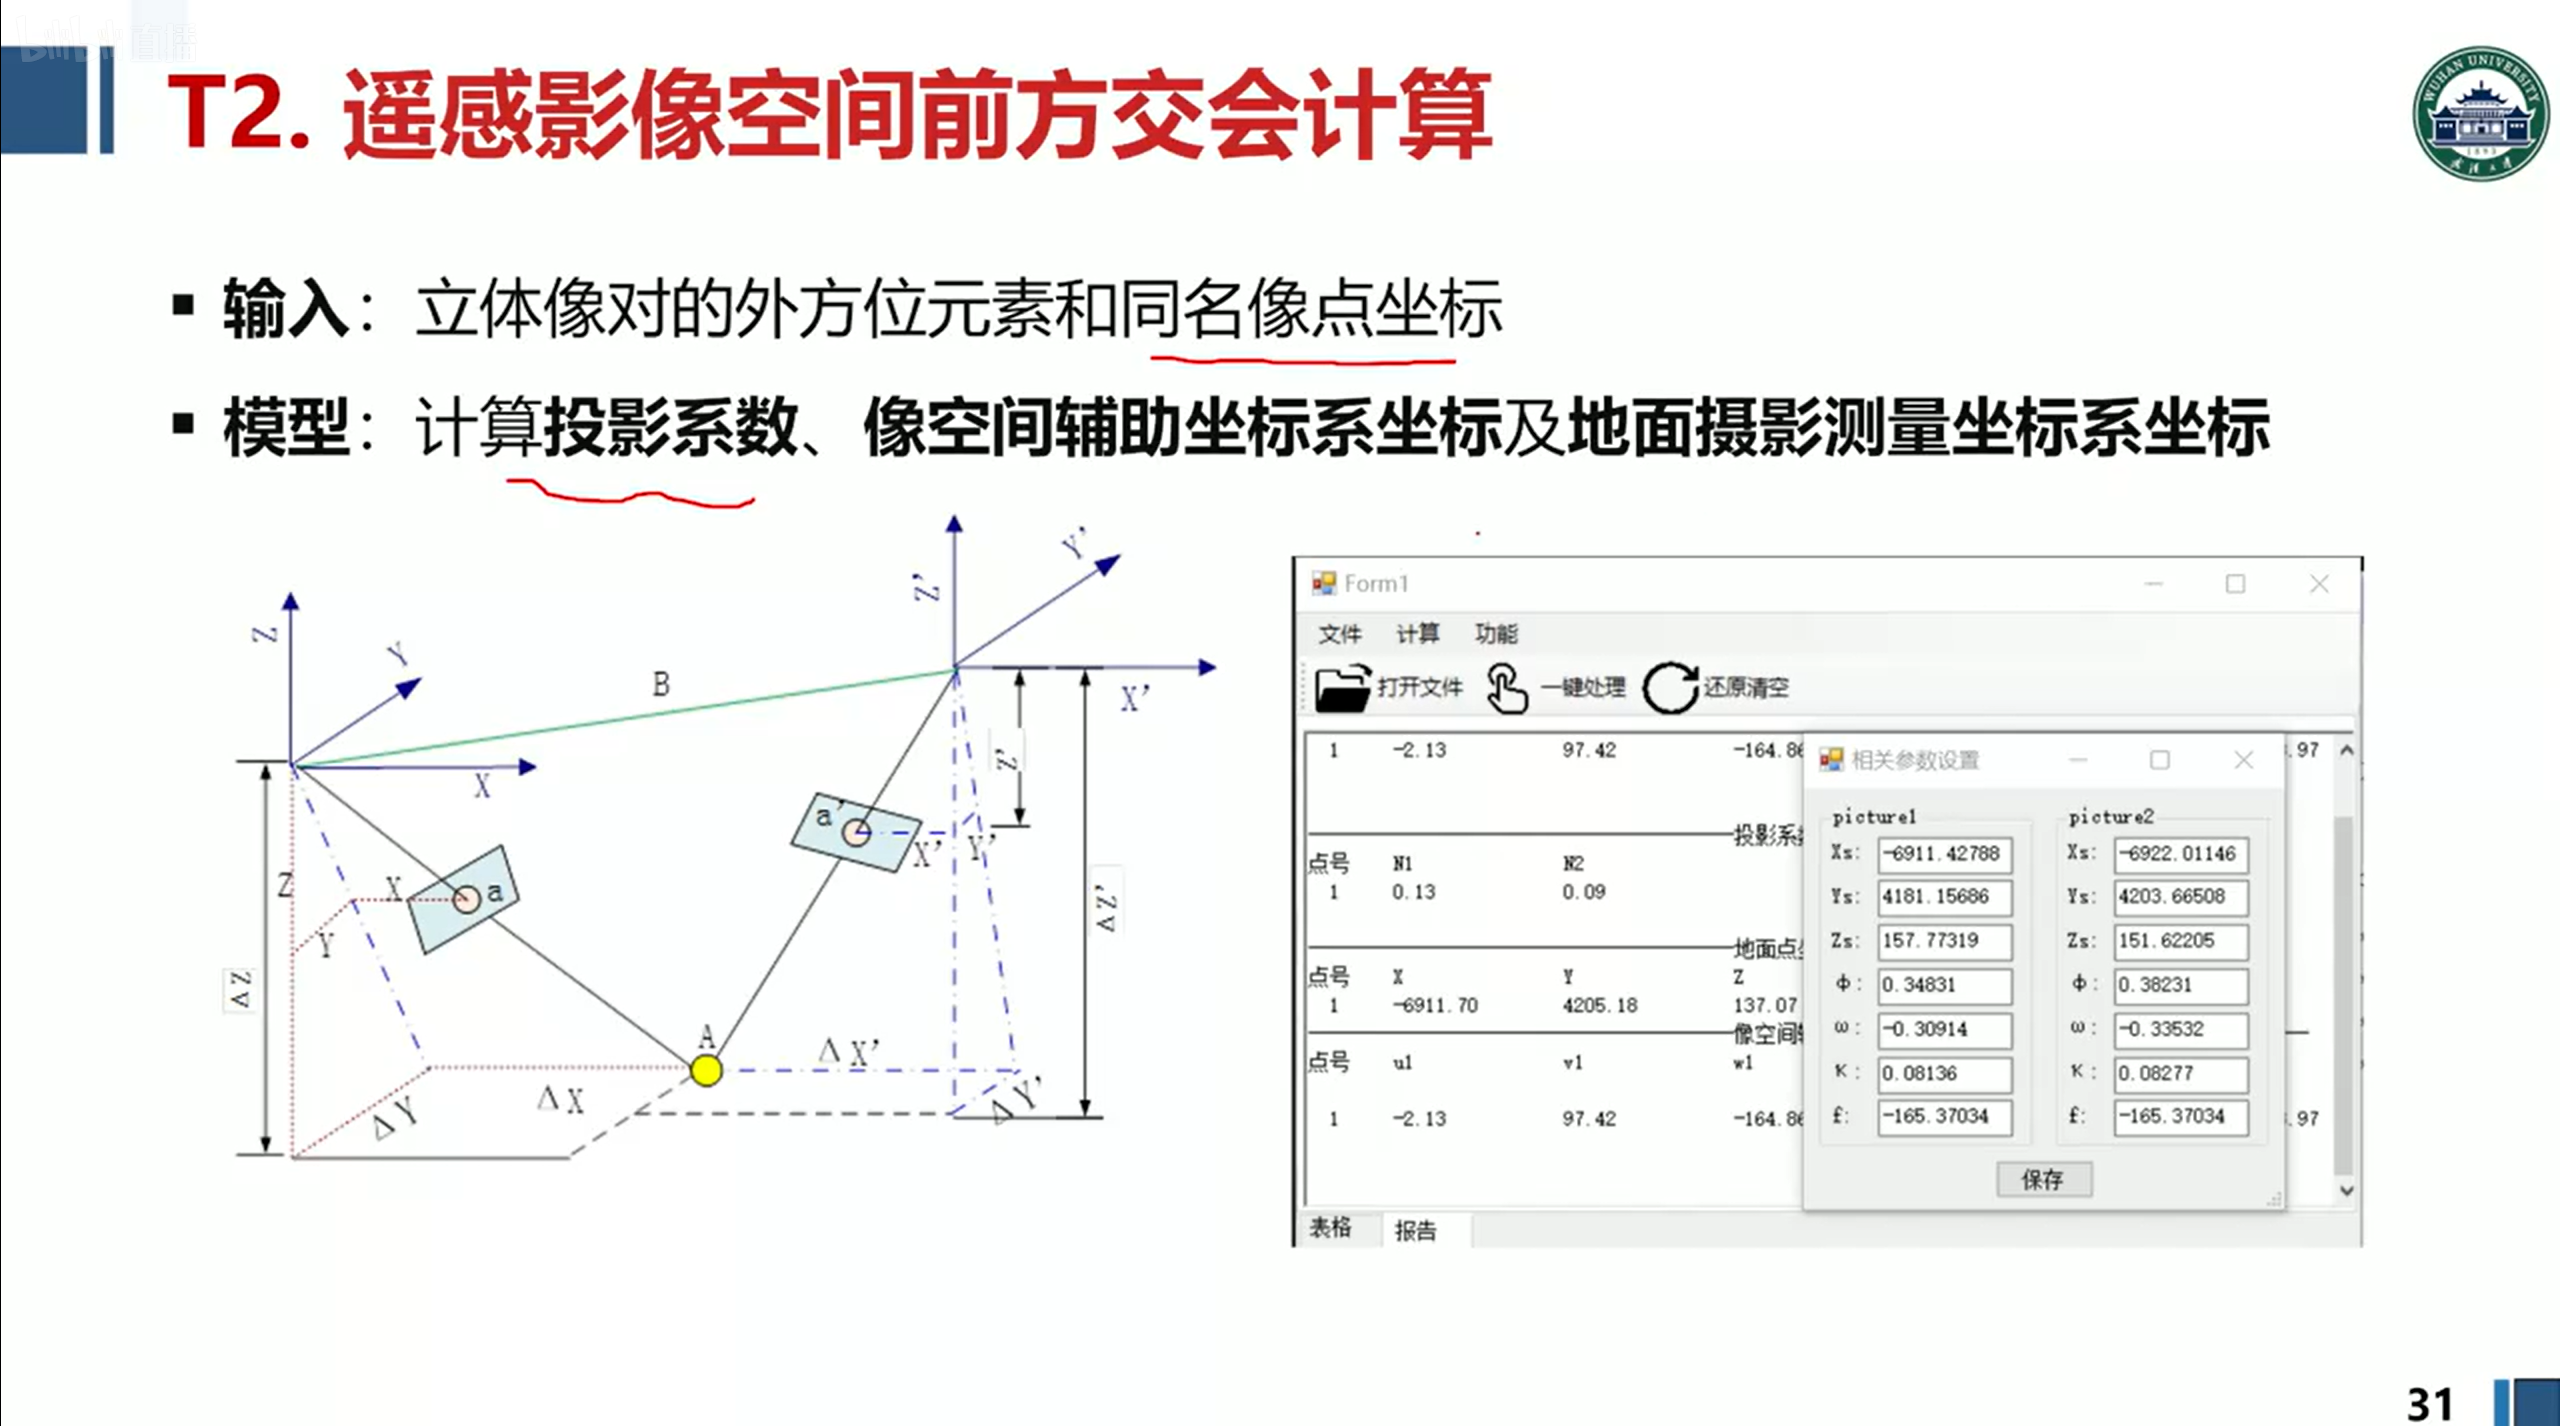 bilibili 直播
T2. 遥感影像空间前方交会计算
WUHAN UNIVERSITY
1893
武汉大学
▪ 输入：立体像对的外方位元素和同名像点坐标
▪ 模型：计算投影系数、像空间辅助坐标系坐标及地面摄影测量坐标系坐标
Z
Y
X
B
Z'
Y'
X'
Z
X
Y
a
ΔZ
ΔY
ΔX
A
a'
X'
Y'
Z'
ΔX'
ΔY'
ΔZ'
Form1
文件 计算 功能
打开文件 一键处理 还原清空
1 -2.13 97.42 -164.86 .97
投影系
点号 N1 N2
1 0.13 0.09
地面点
点号 X Y Z
1 -6911.70 4205.18 137.07
像空间
点号 u1 v1 w1
1 -2.13 97.42 -164.86 .97
表格 报告
相关参数设置
picture1 picture2
Xs: -6911.42788 Xs: -6922.01146
Ys: 4181.15686 Ys: 4203.66508
Zs: 157.77319 Zs: 151.62205
φ: 0.34831 φ: 0.38231
ω: -0.30914 ω: -0.33532
κ: 0.08136 κ: 0.08277
f: -165.37034 f: -165.37034
保存
31